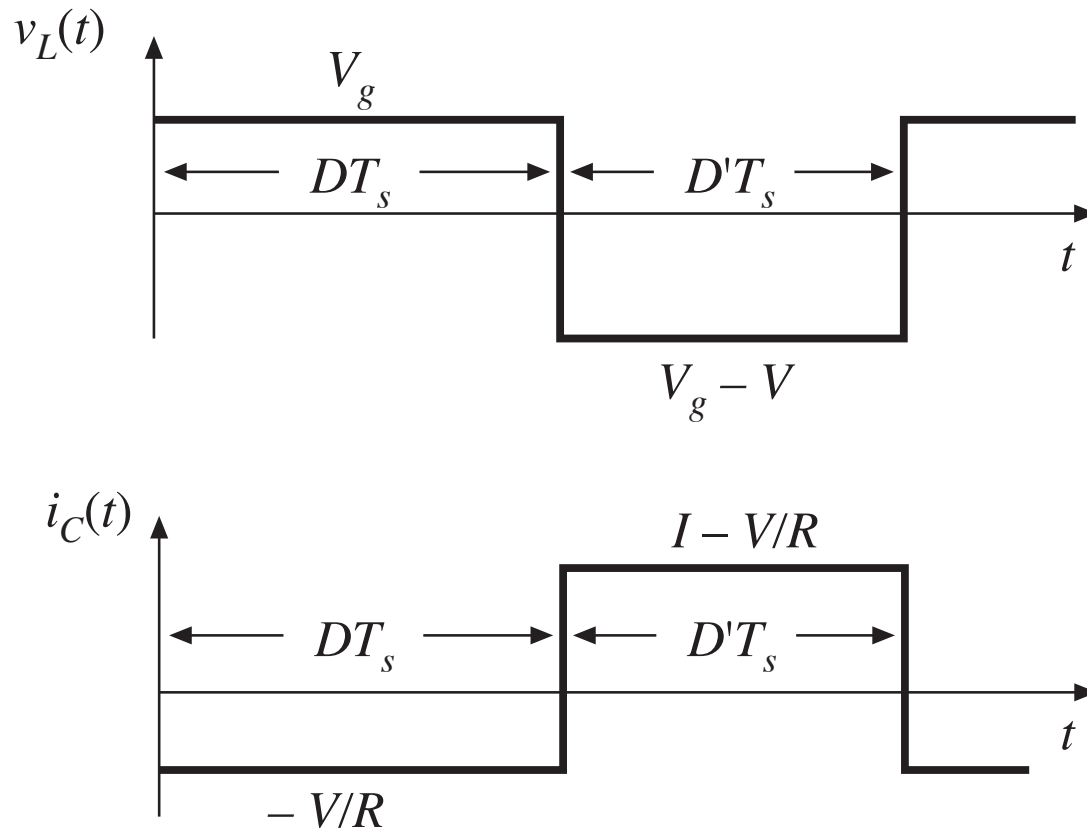 v_L(t)
V_g
DT_s
D'T_s
t
V_g – V
i_C(t)
I – V/R
DT_s
D'T_s
t
– V/R